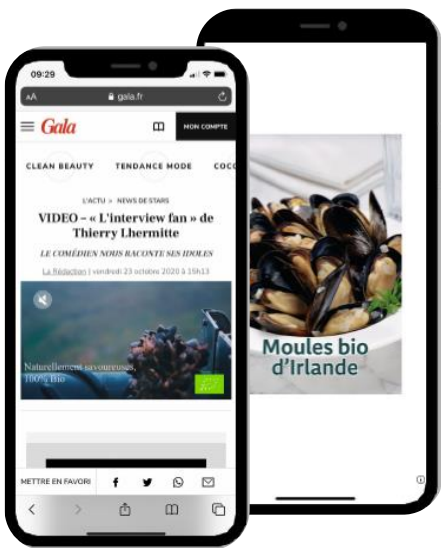 09:29
AA
gala.fr
Gala
MON COMPTE
CLEAN BEAUTY TENDANCE MODE COCO
L'ACTU > NEWS DE STARS
VIDEO – « L'interview fan » de
Thierry Lhermitte
LE COMÉDIEN NOUS RACONTE SES IDOLES
La Rédaction | vendredi 23 octobre 2020 à 15h13
Naturellement savoureuses,
100% Bio
METTRE EN FAVORI
Moules bio
d'Irlande